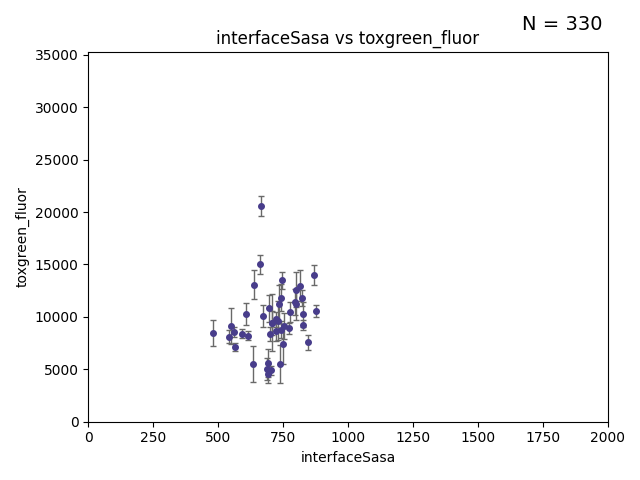 N = 330
interfaceSasa vs toxgreen_fluor
35000
30000
25000
20000
15000
10000
5000
0
toxgreen_fluor
0 250 500 750 1000 1250 1500 1750 2000
interfaceSasa